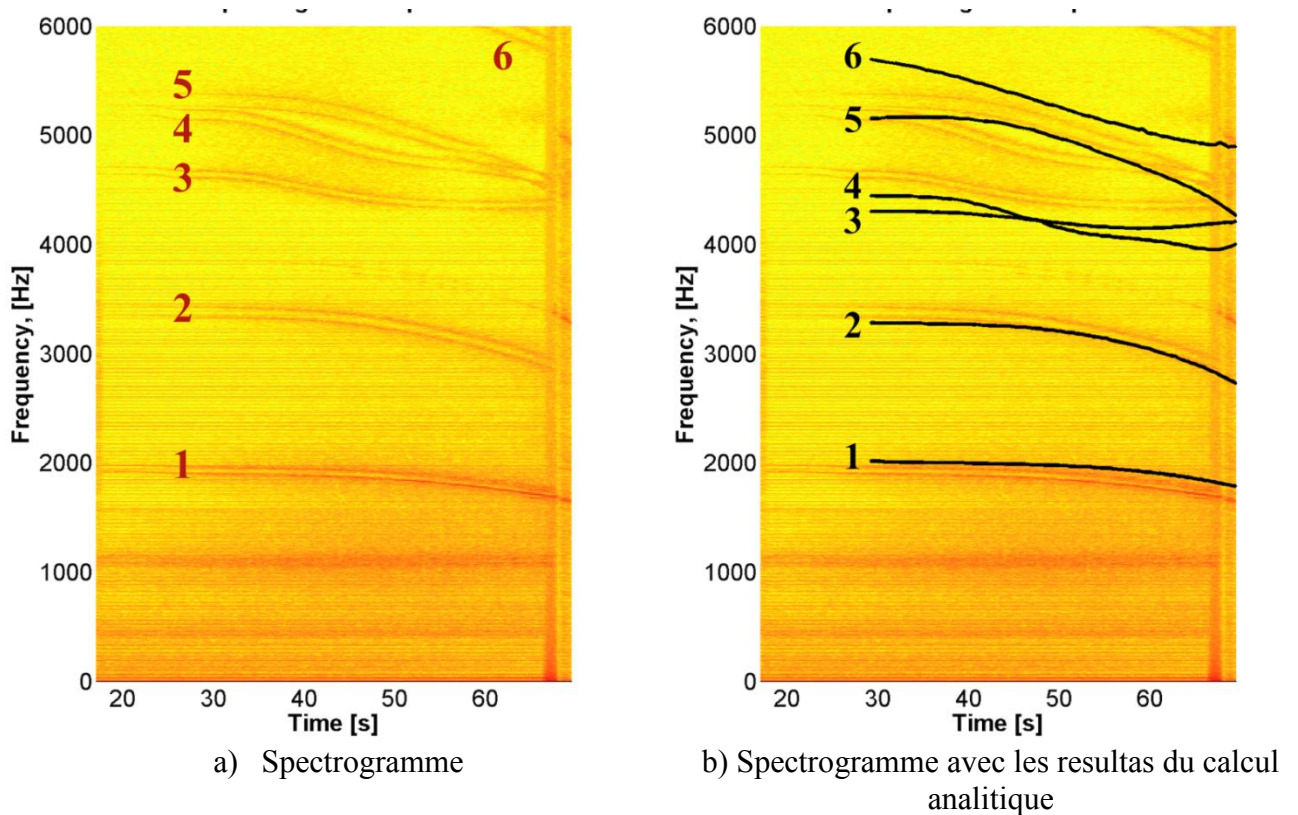 6000
5000
4000
3000
2000
1000
0
Frequency, [Hz]
6
5
4
3
2
1
20 30 40 50 60
Time [s]
a) Spectrogramme
6000
5000
4000
3000
2000
1000
0
Frequency, [Hz]
6
5
4
3
2
1
20 30 40 50 60
Time [s]
b) Spectrogramme avec les resultas du calcul
analitique